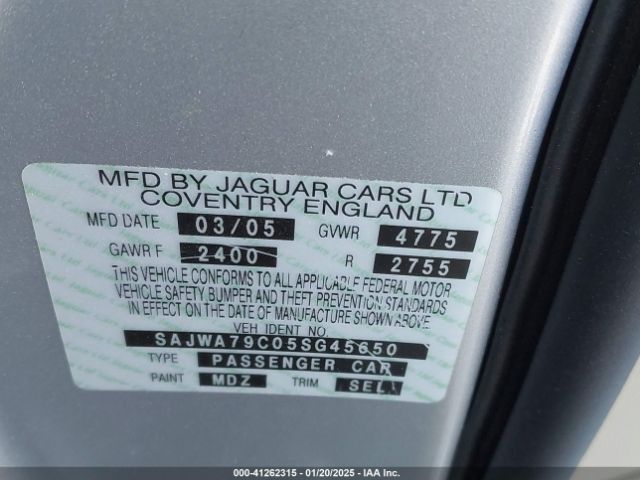 MFD BY JAGUAR CARS LTD
COVENTRY ENGLAND
MFD DATE 03/05 GVWR 4775
GAWR F 2400 R 2755
THIS VEHICLE CONFORMS TO ALL APPLICABLE FEDERAL MOTOR
VEHICLE SAFETY, BUMPER AND THEFT PREVENTION STANDARDS
IN EFFECT ON THE DATE OF MANUFACTURE SHOWN ABOVE.
VEH IDENT NO.
SAJWA79C05SG45650
TYPE PASSENGER CAR
PAINT MDZ TRIM SEL
000-41262315 - 01/20/2025 - IAA Inc.